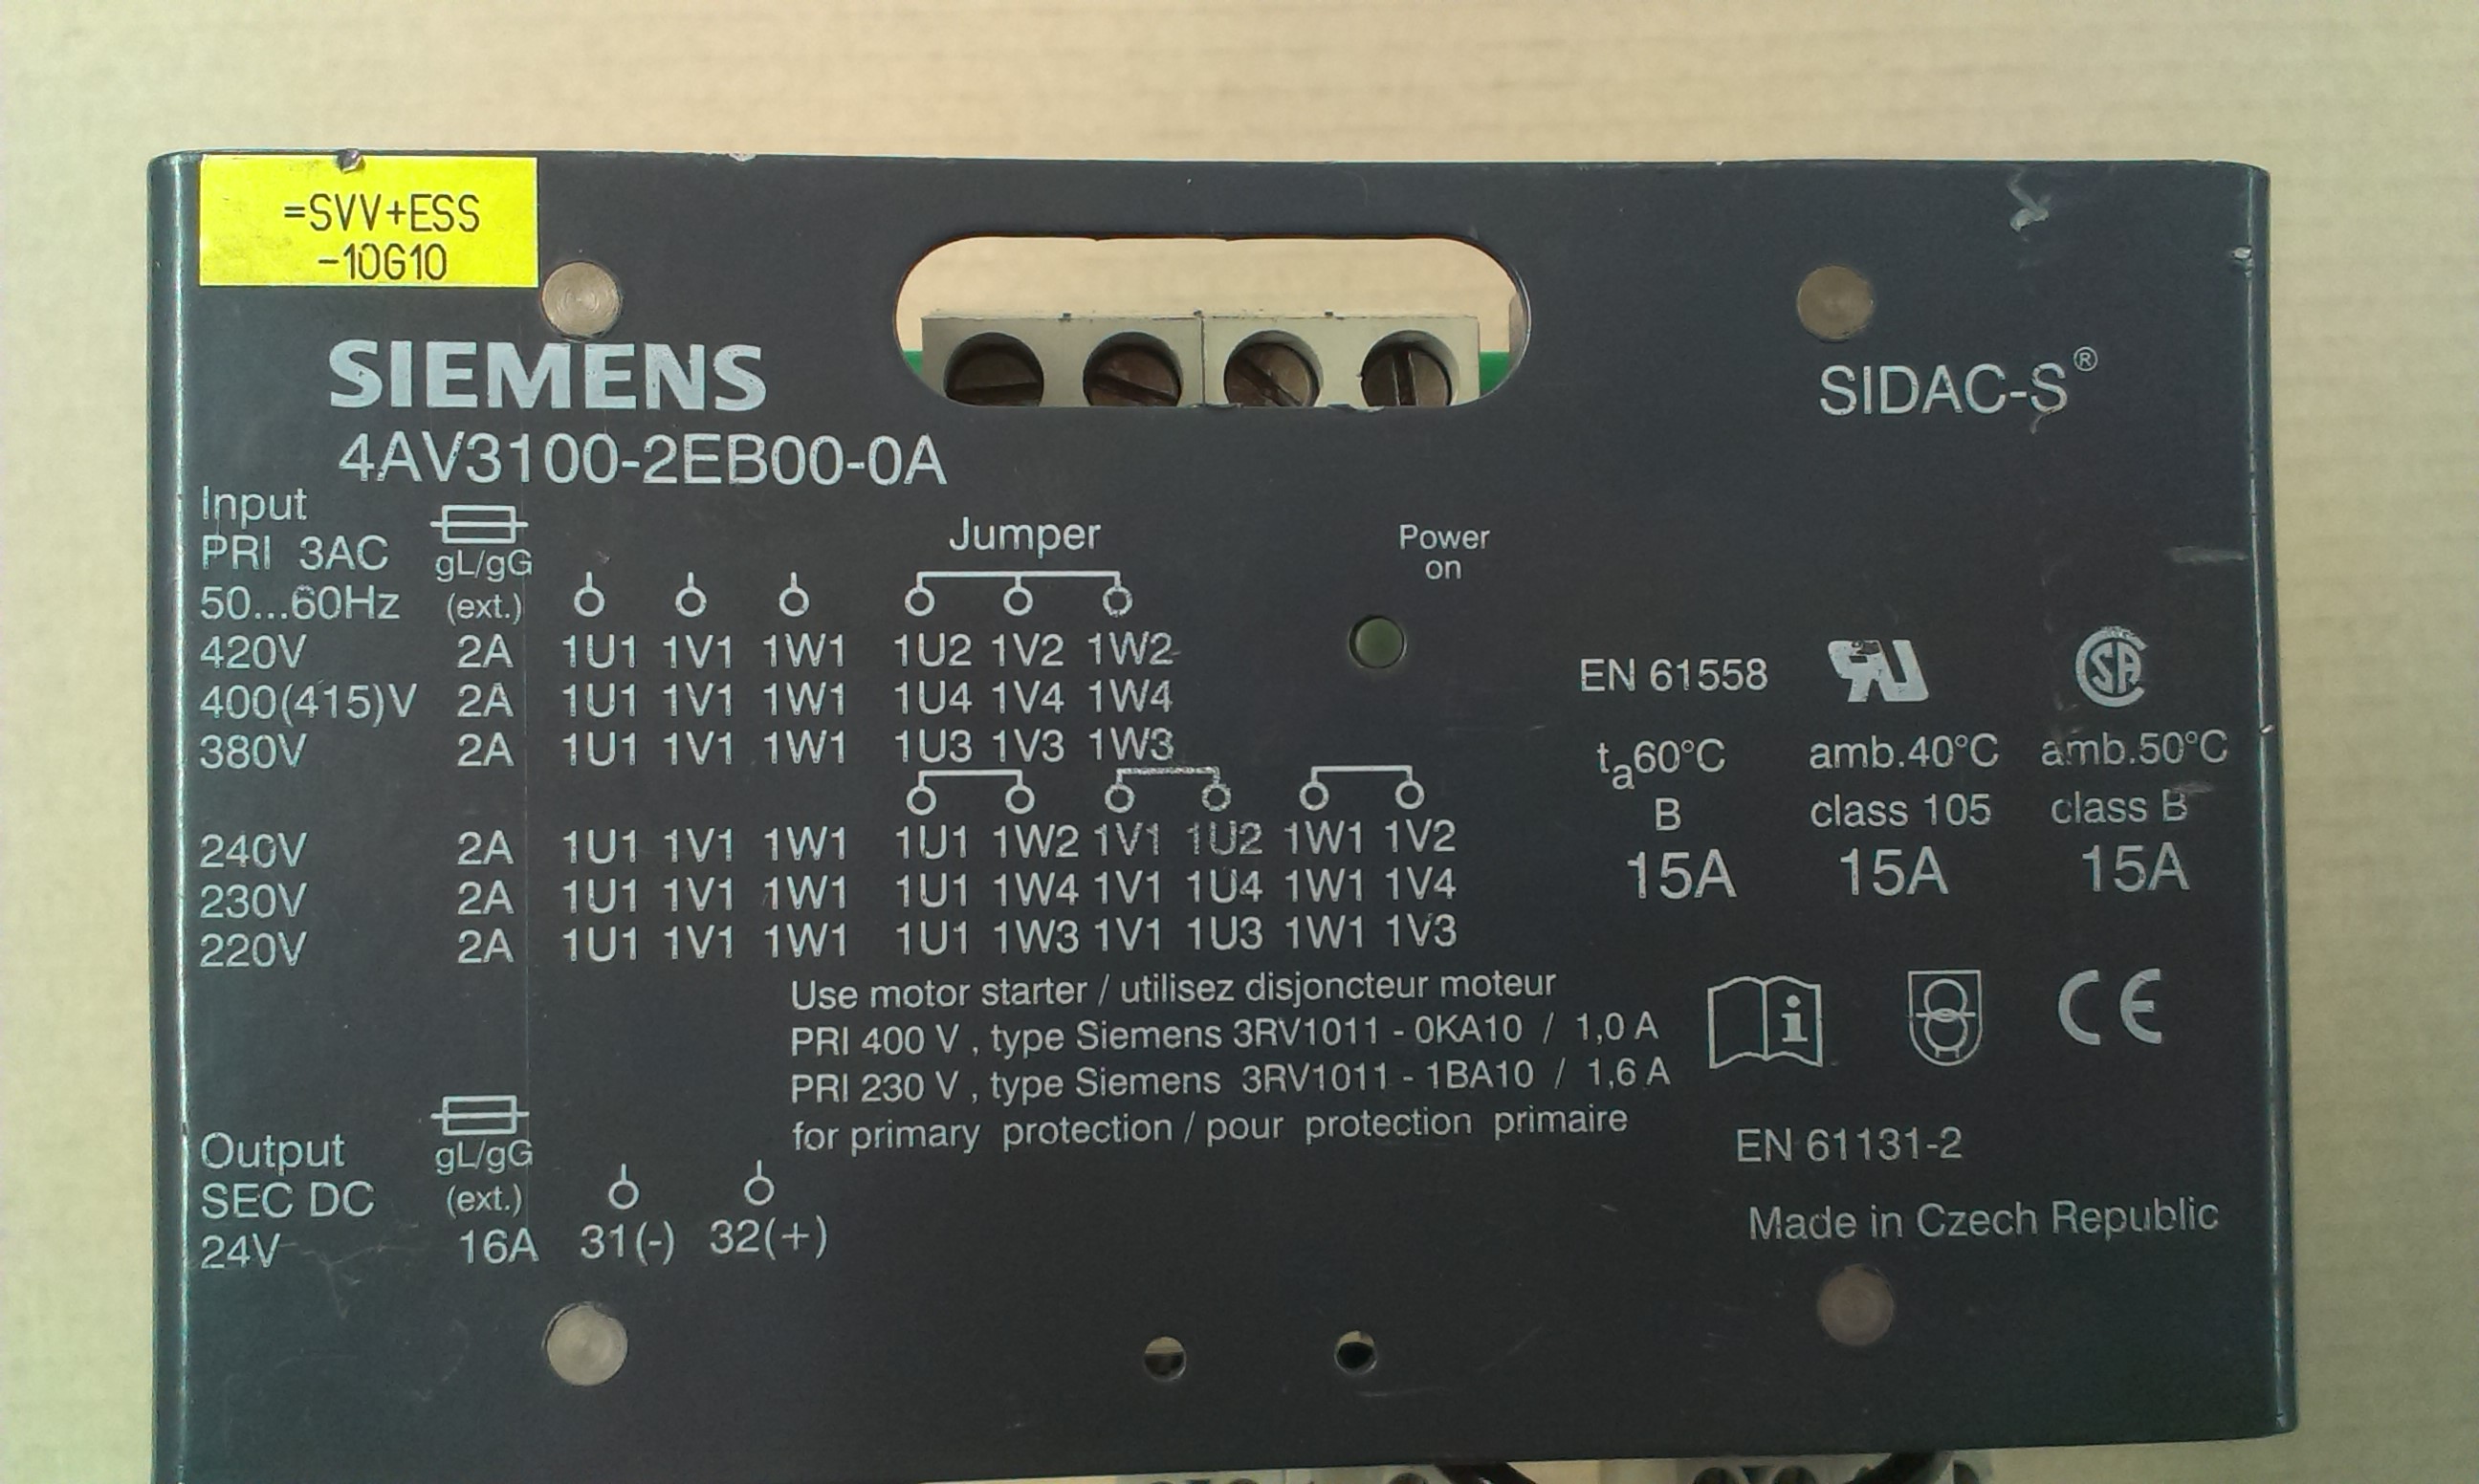 =SVV+ESS
-10G10
SIEMENS
4AV3100-2EB00-0A
SIDAC-S®
Input
PRI 3AC gL/gG
50...60Hz (ext.)
Jumper
Power
on
420V 2A 1U1 1V1 1W1 1U2 1V2 1W2
400(415)V 2A 1U1 1V1 1W1 1U4 1V4 1W4
380V 2A 1U1 1V1 1W1 1U3 1V3 1W3
240V 2A 1U1 1V1 1W1 1U1 1W2 1V1 1U2 1W1 1V2
230V 2A 1U1 1V1 1W1 1U1 1W4 1V1 1U4 1W1 1V4
220V 2A 1U1 1V1 1W1 1U1 1W3 1V1 1U3 1W1 1V3
EN 61558 RU SA
ta60°C amb.40°C amb.50°C
B class 105 class B
15A 15A 15A
Use motor starter / utilisez disjoncteur moteur
PRI 400 V , type Siemens 3RV1011 - 0KA10 / 1,0 A
PRI 230 V , type Siemens 3RV1011 - 1BA10 / 1,6 A
for primary protection / pour protection primaire
i CE
EN 61131-2
Made in Czech Republic
Output gL/gG
SEC DC (ext.)
24V 16A 31(-) 32(+)